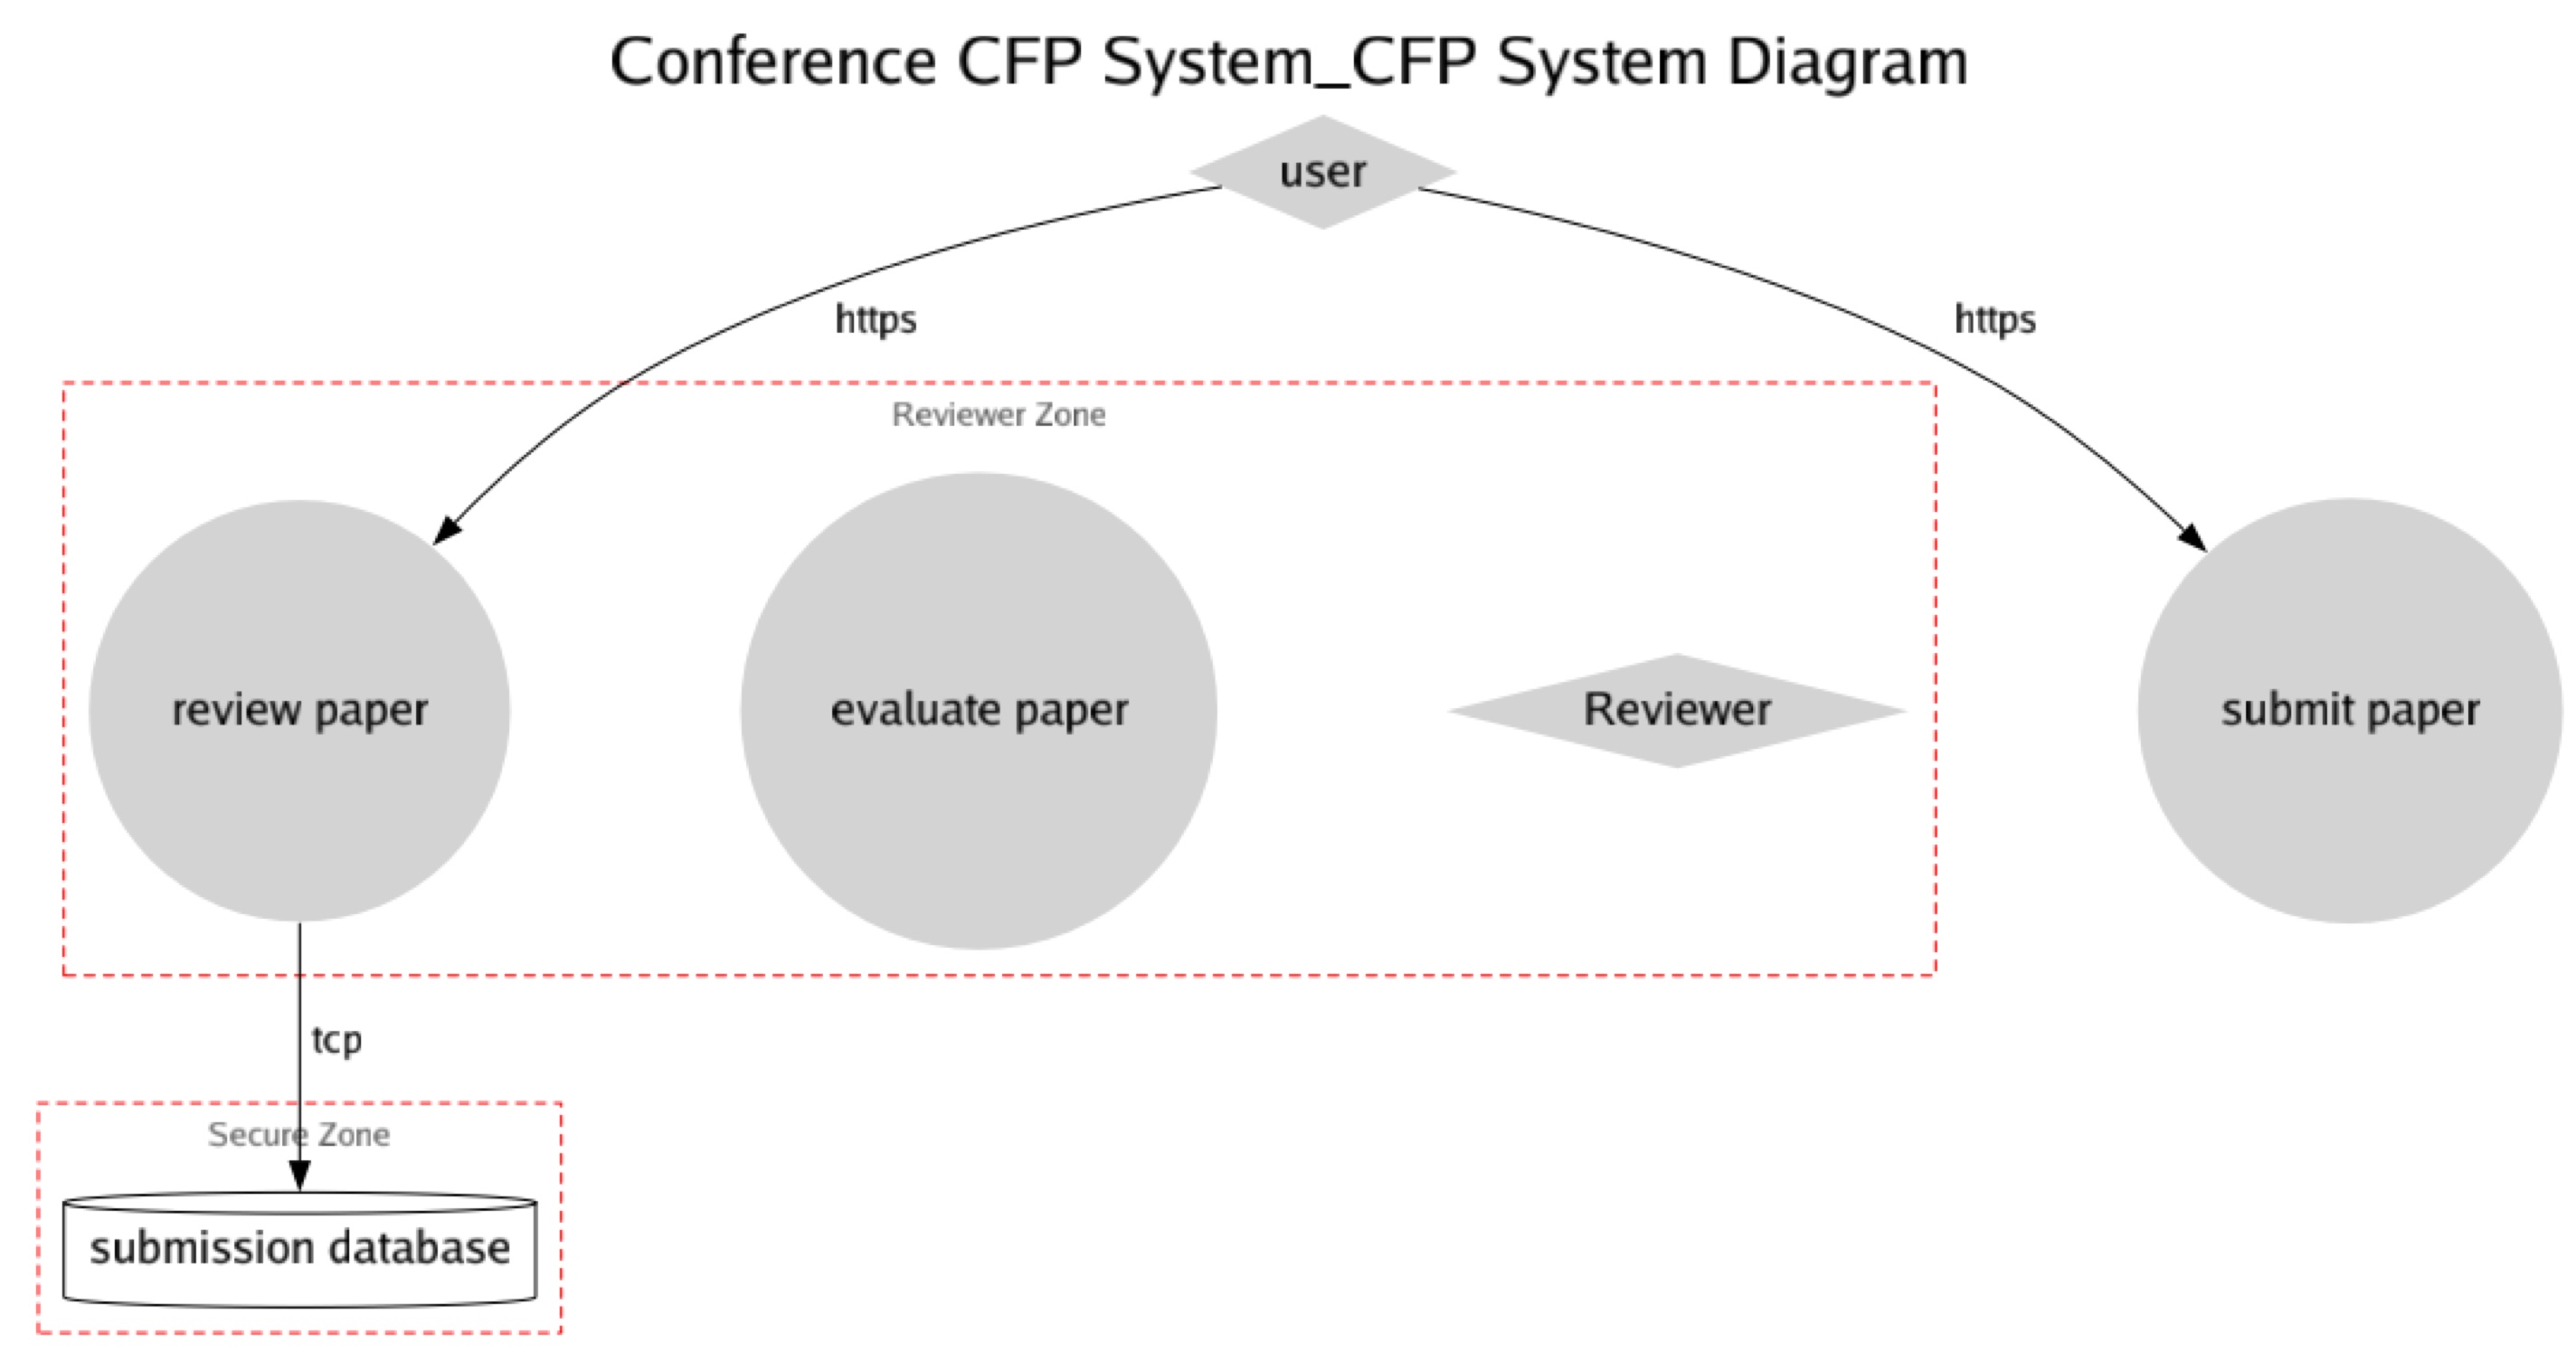 Conference CFP System_CFP System Diagram
user
https
https
Reviewer Zone
review paper
evaluate paper
Reviewer
submit paper
tcp
Secure Zone
submission database